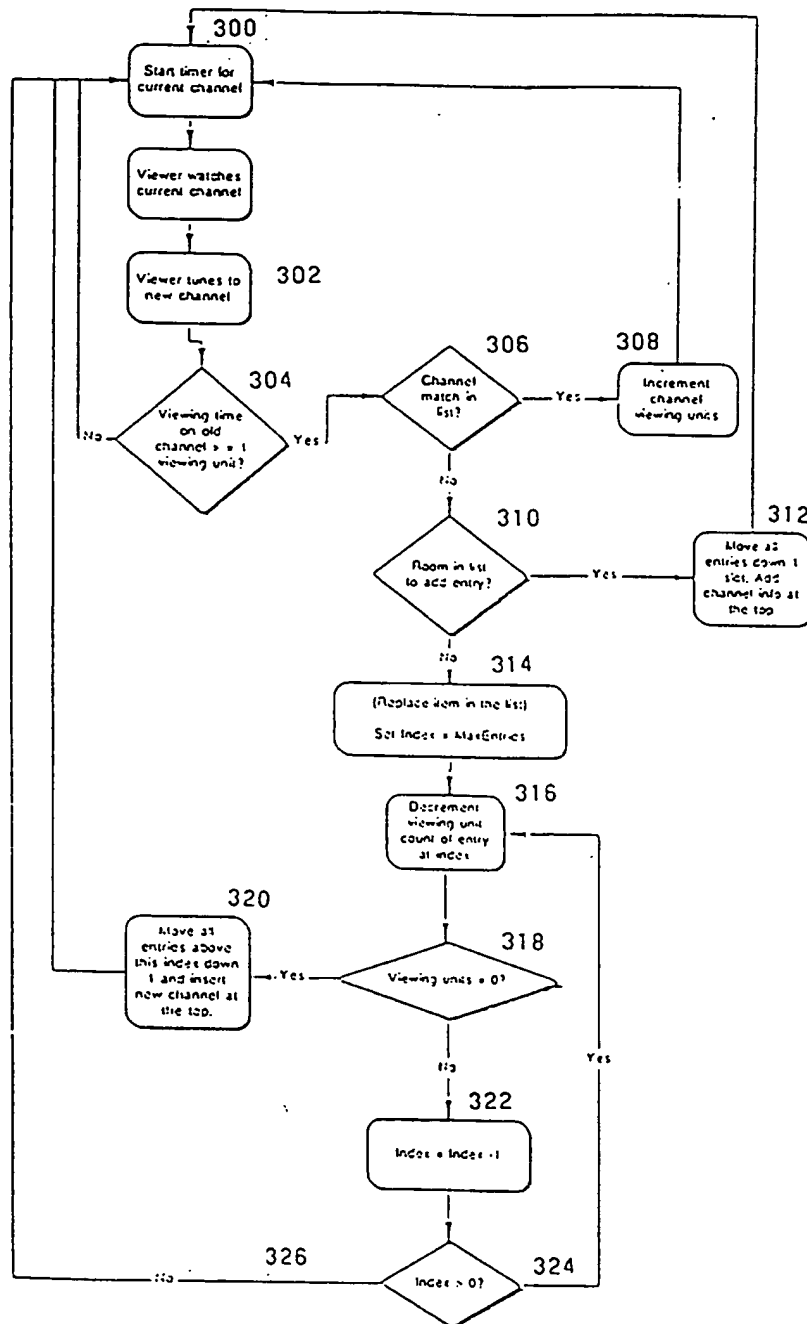 300
Start timer for
current channel
Viewer watches
current channel
302
Viewer tunes to
new channel
304
Viewing time
on old
channel > = 1
viewing unit?
No
Yes
306
Channel
match in
list?
Yes
No
308
Increment
channel
viewing units
310
Room in list
to add entry?
Yes
No
312
Move all
entries down 1
slot. Add
channel info at
the top
314
(Replace item in the list)
Set Index = MaxEntries
316
Decrement
viewing unit
count of entry
at index
318
Viewing units = 0?
Yes
No
320
Move all
entries above
this index down
1 and insert
new channel at
the top.
322
Index = Index -1
324
Index > 0?
Yes
326
No